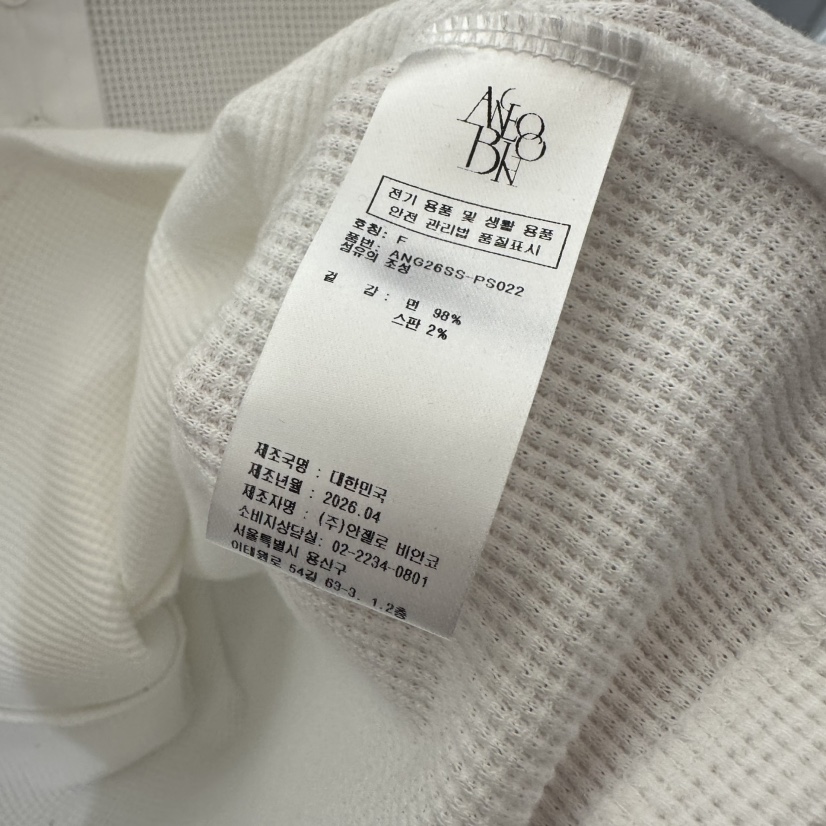 ANGELO
BIANCO
전기 용품 및 생활 용품
안전 관리법 품질표시
호칭: F
품번: ANG26SS-PS022
섬유의 조성
겉 감: 면 98%
스판 2%
제조국명 : 대한민국
제조년월 : 2026.04
제조자명 : (주)안젤로 비안코
소비자상담실: 02-2234-0801
서울특별시 용산구
이태원로 54길 63-3, 1,2층